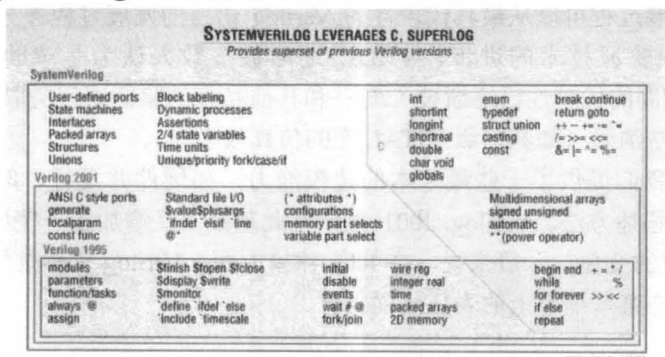 SYSTEMVERILOG LEVERAGES C, SUPERLOG
Provides superset of previous Verilog versions
SystemVerilog
User-defined ports Block labeling int enum break continue
State machines Dynamic processes shortint typedef return goto
Interfaces Assertions longint struct union ++ -- += -= *=
Packed arrays 2/4 state variables shortreal casting /= >>= <<=
Structures Time units double const &= |= ^= %=
Unions Unique/priority fork/case/if char void
globals
Verilog 2001
ANSI C style ports Standard file I/O (* attributes *) Multidimensional arrays
generate $value$plusargs configurations signed unsigned
localparam `ifndef `elsif `line memory part selects automatic
const func @* variable part select **(power operator)
Verilog 1995
modules $finish $fopen $fclose initial wire reg begin end + = * /
parameters $display $write disable integer real while %
function/tasks $monitor events time for forever >> <<
always @ `define `ifdef `else wait # @ packed arrays if else
assign `include `timescale fork/join 2D memory repeat